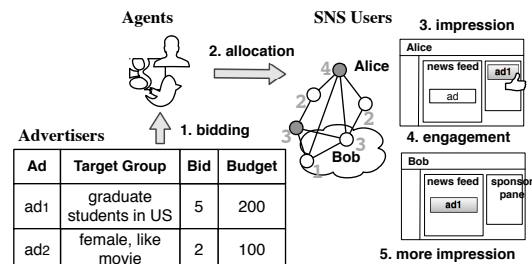 Agents
SNS Users
3. impression
Alice
news feed
ad1
ad
2. allocation
4
Alice
2
2
3
3
Bob
1
4. engagement
Bob
news feed
sponsor
pane
ad1
5. more impression
Advertisers
1. bidding
Ad Target Group Bid Budget
ad1 graduate students in US 5 200
ad2 female, like movie 2 100